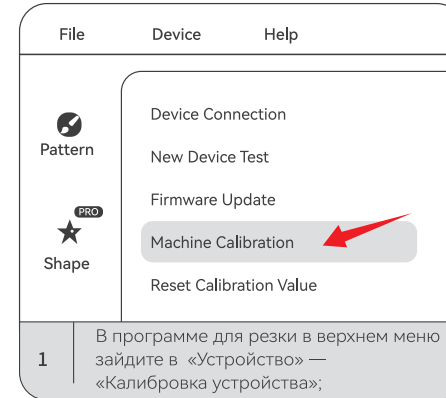 File Device Help
Pattern
PRO
Shape
Device Connection
New Device Test
Firmware Update
Machine Calibration
Reset Calibration Value
1
В программе для резки в верхнем меню
зайдите в «Устройство» —
«Калибровка устройства»;